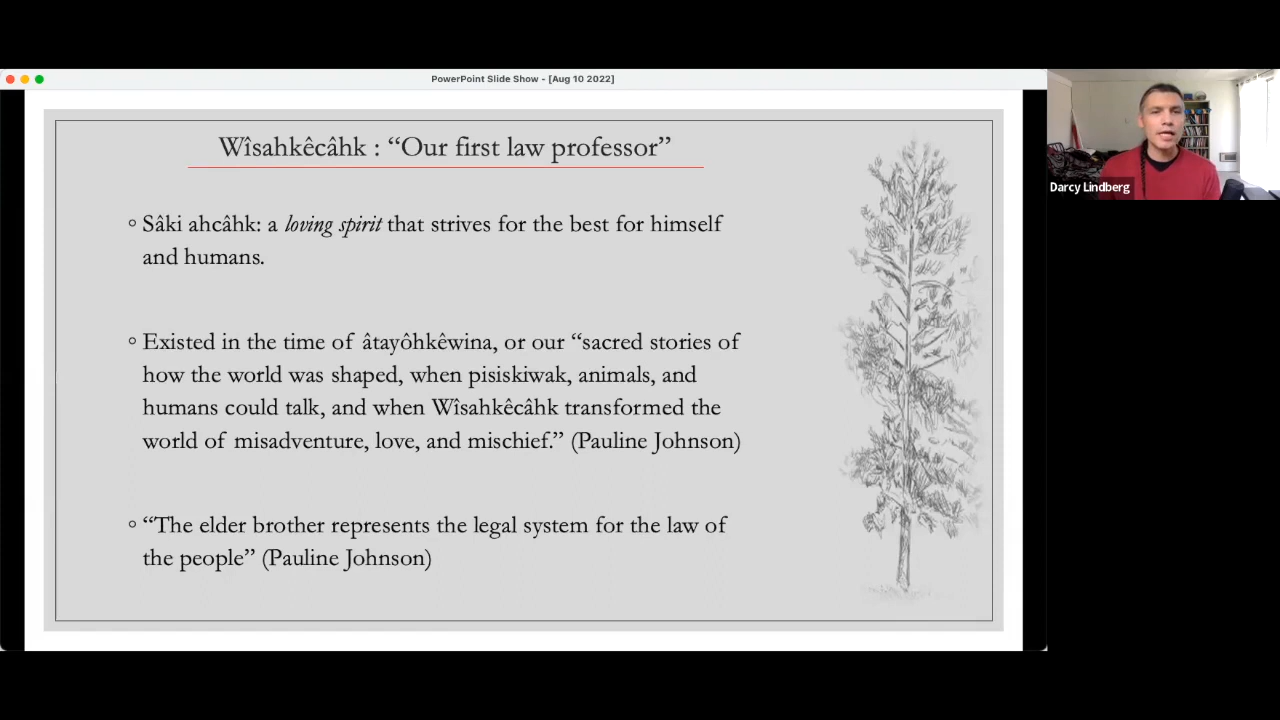 PowerPoint Slide Show - [Aug 10 2022]
Wîsahkêcâhk : “Our first law professor”
◦ Sâki ahcâhk: a loving spirit that strives for the best for himself
and humans.
◦ Existed in the time of âtayôhkêwina, or our “sacred stories of
how the world was shaped, when pisiskiwak, animals, and
humans could talk, and when Wîsahkêcâhk transformed the
world of misadventure, love, and mischief.” (Pauline Johnson)
◦ “The elder brother represents the legal system for the law of
the people” (Pauline Johnson)
Darcy Lindberg